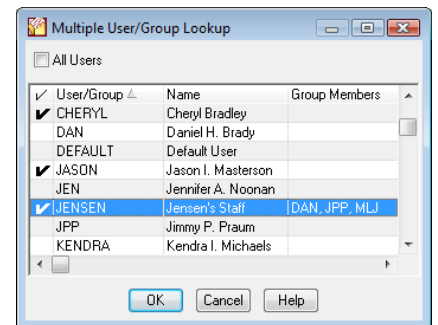 Multiple User/Group Lookup
All Users
User/Group Name Group Members
CHERYL Cheryl Bradley
DAN Daniel H. Brady
DEFAULT Default User
JASON Jason I. Masterson
JEN Jennifer A. Noonan
JENSEN Jensen's Staff DAN, JPP, MLJ
JPP Jimmy P. Praum
KENDRA Kendra I. Michaels
OK Cancel Help